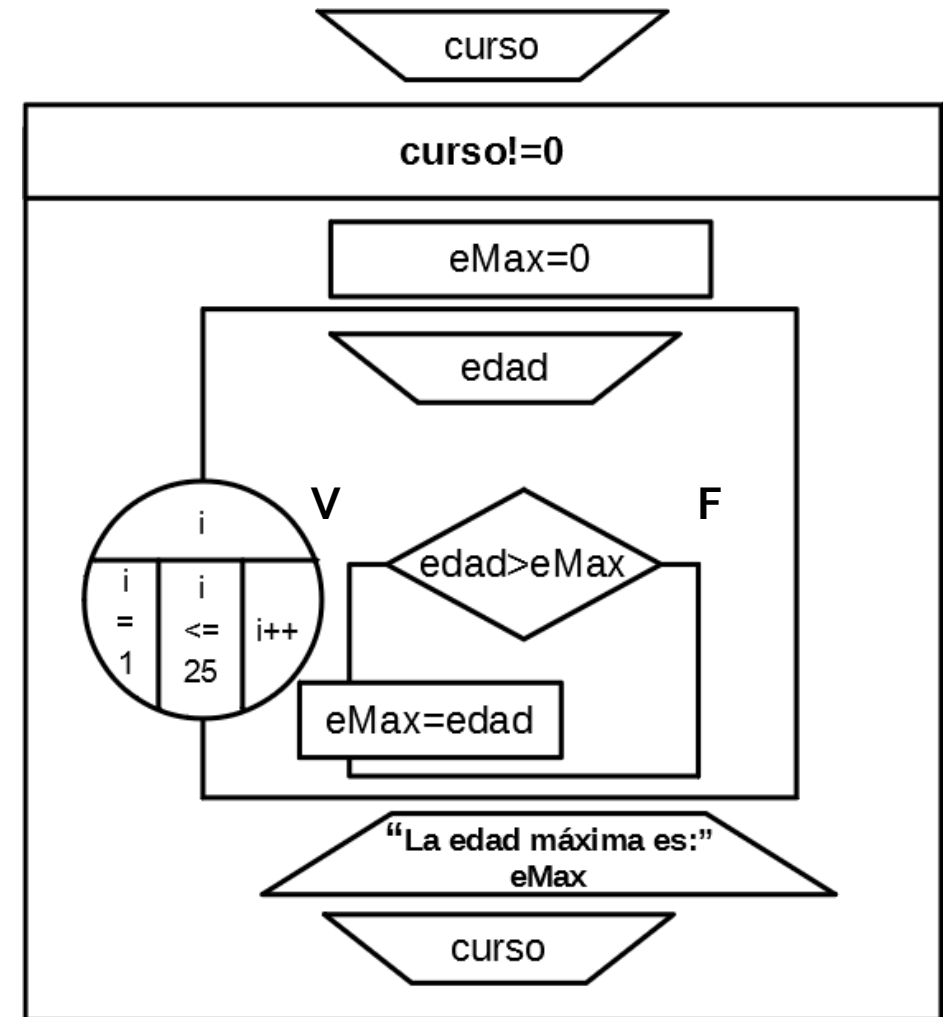 curso
curso!=0
eMax=0
edad
V
F
i
edad>eMax
i
=
1
i
<=
25
i++
eMax=edad
“La edad máxima es:”
eMax
curso